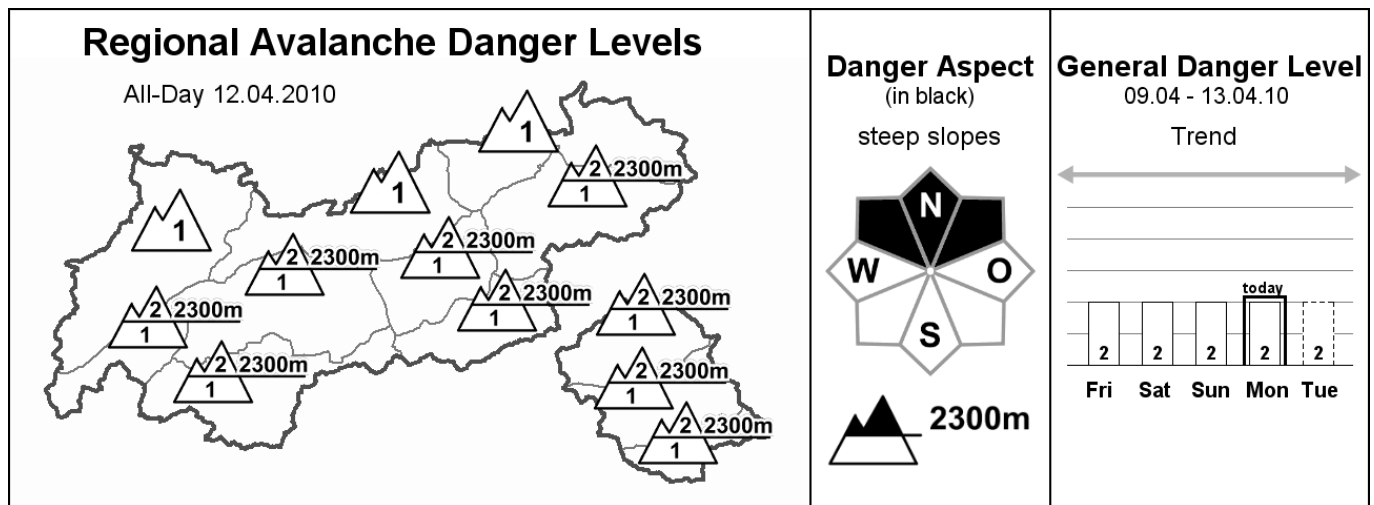 Regional Avalanche Danger Levels
All-Day 12.04.2010
1
1
1
2 2300m
1
2 2300m
1
2 2300m
1
2 2300m
1
2 2300m
1
2 2300m
1
2 2300m
1
2 2300m
1
2 2300m
1
Danger Aspect
(in black)
steep slopes
N
W O
S
2300m
General Danger Level
09.04 - 13.04.10
Trend
today
2 2 2 2 2
Fri Sat Sun Mon Tue